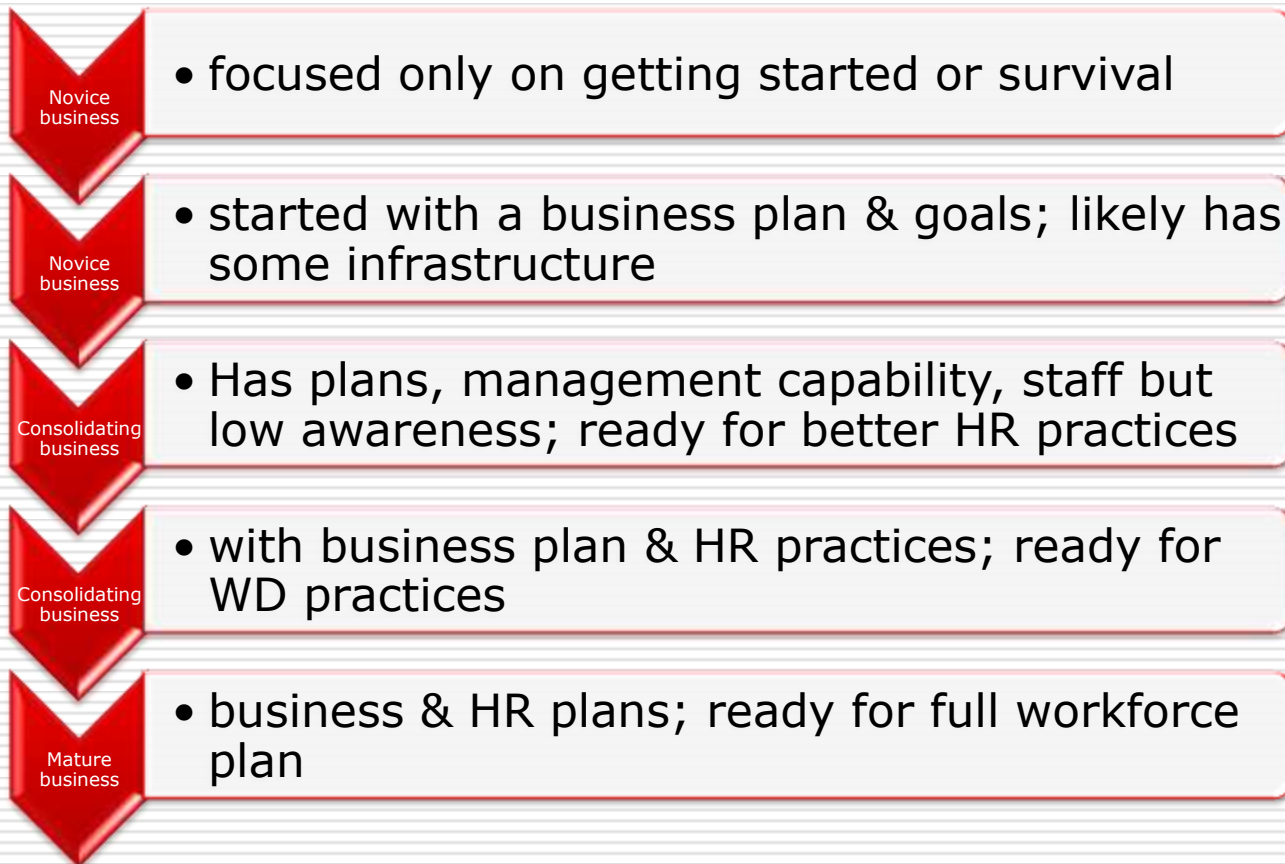 Novice
business
• focused only on getting started or survival
Novice
business
• started with a business plan & goals; likely has
some infrastructure
Consolidating
business
• Has plans, management capability, staff but
low awareness; ready for better HR practices
Consolidating
business
• with business plan & HR practices; ready for
WD practices
Mature
business
• business & HR plans; ready for full workforce
plan